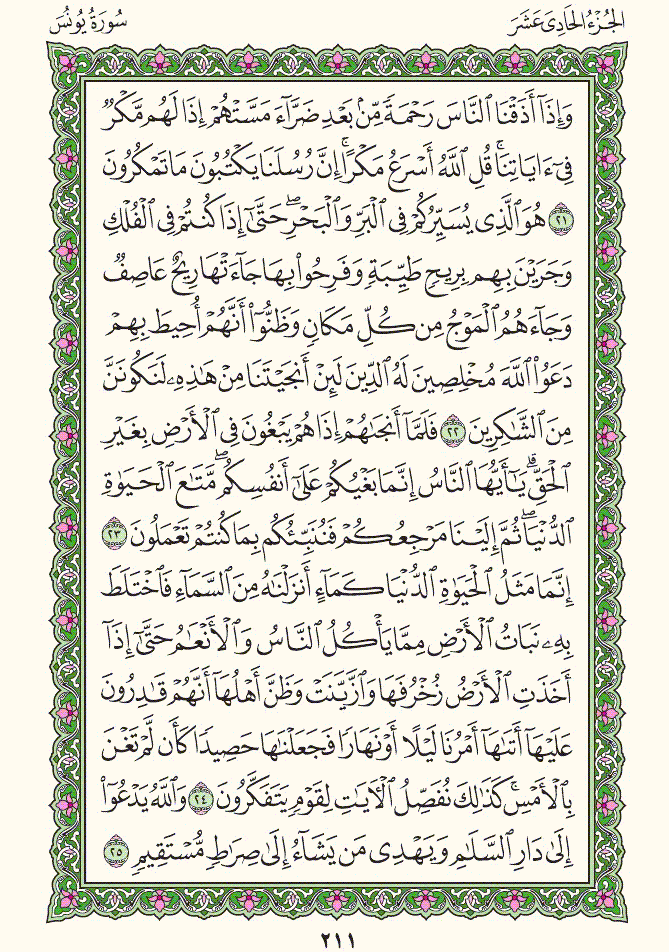 الجُزْءُ الحَادِى عَشَرَ
سُورَةُ يُونُسَ
وَإِذَآ أَذَقْنَا ٱلنَّاسَ رَحْمَةً مِّنۢ بَعْدِ ضَرَّآءَ مَسَّتْهُمْ إِذَا لَهُم مَّكْرٌ
فِىٓ ءَايَاتِنَا ۚ قُلِ ٱللَّهُ أَسْرَعُ مَكْرًا ۚ إِنَّ رُسُلَنَا يَكْتُبُونَ مَا تَمْكُرُونَ
٢١ هُوَ ٱلَّذِى يُسَيِّرُكُمْ فِى ٱلْبَرِّ وَٱلْبَحْرِ ۖ حَتَّىٰٓ إِذَا كُنتُمْ فِى ٱلْفُلْكِ
وَجَرَيْنَ بِهِم بِرِيحٍ طَيِّبَةٍ وَفَرِحُوا۟ بِهَا جَآءَتْهَا رِيحٌ عَاصِفٌ
وَجَآءَهُمُ ٱلْمَوْجُ مِن كُلِّ مَكَانٍ وَظَنُّوٓا۟ أَنَّهُمْ أُحِيطَ بِهِمْ
دَعَوُا۟ ٱللَّهَ مُخْلِصِينَ لَهُ ٱلدِّينَ لَئِنْ أَنجَيْتَنَا مِنْ هَٰذِهِۦ لَنَكُونَنَّ
مِنَ ٱلشَّٰكِرِينَ ٢٢ فَلَمَّآ أَنجَىٰهُمْ إِذَا هُمْ يَبْغُونَ فِى ٱلْأَرْضِ بِغَيْرِ
ٱلْحَقِّ ۗ يَٰٓأَيُّهَا ٱلنَّاسُ إِنَّمَا بَغْيُكُمْ عَلَىٰٓ أَنفُسِكُم ۖ مَّتَٰعَ ٱلْحَيَوٰةِ
ٱلدُّنْيَا ۖ ثُمَّ إِلَيْنَا مَرْجِعُكُمْ فَنُنَبِّئُكُم بِمَا كُنتُمْ تَعْمَلُونَ ٢٣
إِنَّمَا مَثَلُ ٱلْحَيَوٰةِ ٱلدُّنْيَا كَمَآءٍ أَنزَلْنَٰهُ مِنَ ٱلسَّمَآءِ فَٱخْتَلَطَ
بِهِۦ نَبَاتُ ٱلْأَرْضِ مِمَّا يَأْكُلُ ٱلنَّاسُ وَٱلْأَنْعَٰمُ حَتَّىٰٓ إِذَآ
أَخَذَتِ ٱلْأَرْضُ زُخْرُفَهَا وَٱزَّيَّنَتْ وَظَنَّ أَهْلُهَآ أَنَّهُمْ قَٰدِرُونَ
عَلَيْهَآ أَتَىٰهَآ أَمْرُنَا لَيْلًا أَوْ نَهَارًا فَجَعَلْنَٰهَا حَصِيدًا كَأَن لَّمْ تَغْنَ
بِٱلْأَمْسِ ۚ كَذَٰلِكَ نُفَصِّلُ ٱلْءَايَٰتِ لِقَوْمٍ يَتَفَكَّرُونَ ٢٤ وَٱللَّهُ يَدْعُوٓا۟
إِلَىٰ دَارِ ٱلسَّلَٰمِ وَيَهْدِى مَن يَشَآءُ إِلَىٰ صِرَٰطٍ مُّسْتَقِيمٍ ٢٥
٢١١